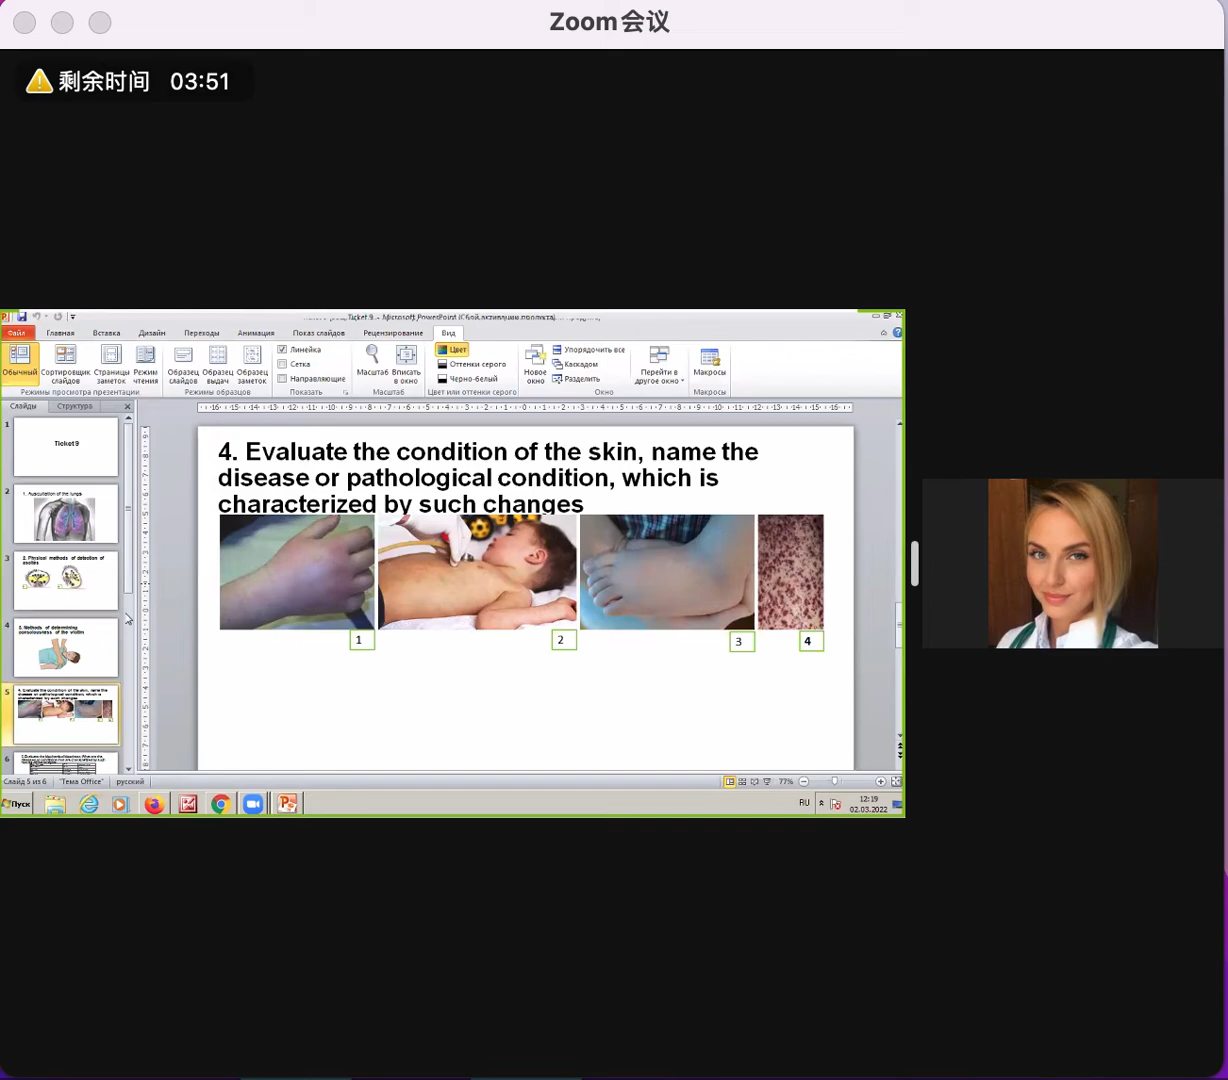 Zoom会议
剩余时间 03:51
Файл Главная Вставка Дизайн Переходы Анимация Показ слайдов Рецензирование Вид
Обычный Сортировщик слайдов Страницы заметок Режим чтения
Режимы просмотра презентации
Образец слайдов Образец выдач Образец заметок
Режимы образцов
Линейка
Сетка
Направляющие
Показать
Масштаб Вписать в окно
Масштаб
Цвет
Оттенки серого
Черно-белый
Цвет или оттенки серого
Новое окно
Упорядочить все
Каскадом
Разделить
Перейти в другое окно
Окно
Макросы
Макросы
Слайды Структура
1
Ticket 9
2
1. Auscultation of the lungs
3
2. Physical methods of detection of ascites
4
3. Methods of determining
consciousness of the victim
5
4. Evaluate the condition of the skin, name the
disease or pathological condition, which is
characterized by such changes
6
4. Evaluate the condition of the skin, name the
disease or pathological condition, which is
characterized by such changes
1
2
3
4
Слайд 5 из 6 "Тема Office" русский
77%
Пуск
RU
12:19
02.03.2022